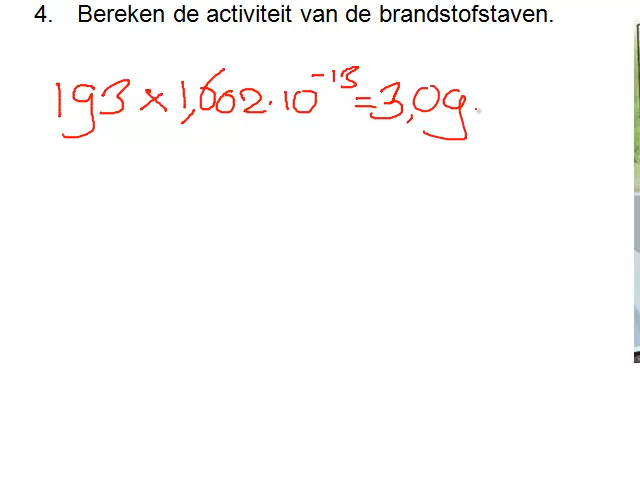 4. Bereken de activiteit van de brandstofstaven.
193 × 1,602·10⁻¹³ = 3,09